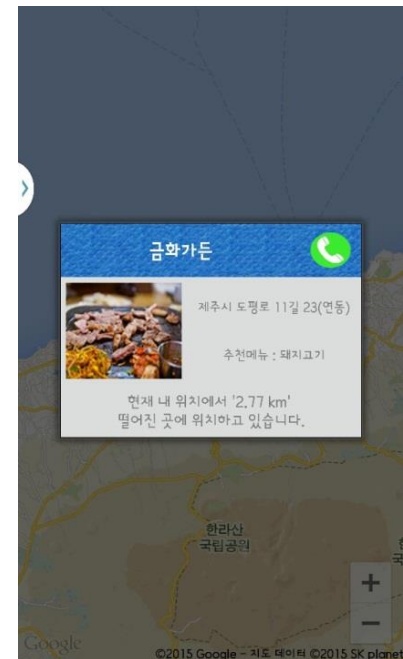 금화가든
제주시 도평로 11길 23(연동)
추천메뉴 : 돼지고기
현재 내 위치에서 '2.77 km'
떨어진 곳에 위치하고 있습니다.
한라산
국립공원
국
+
−
Google
©2015 Google - 지도 데이터 ©2015 SK planet